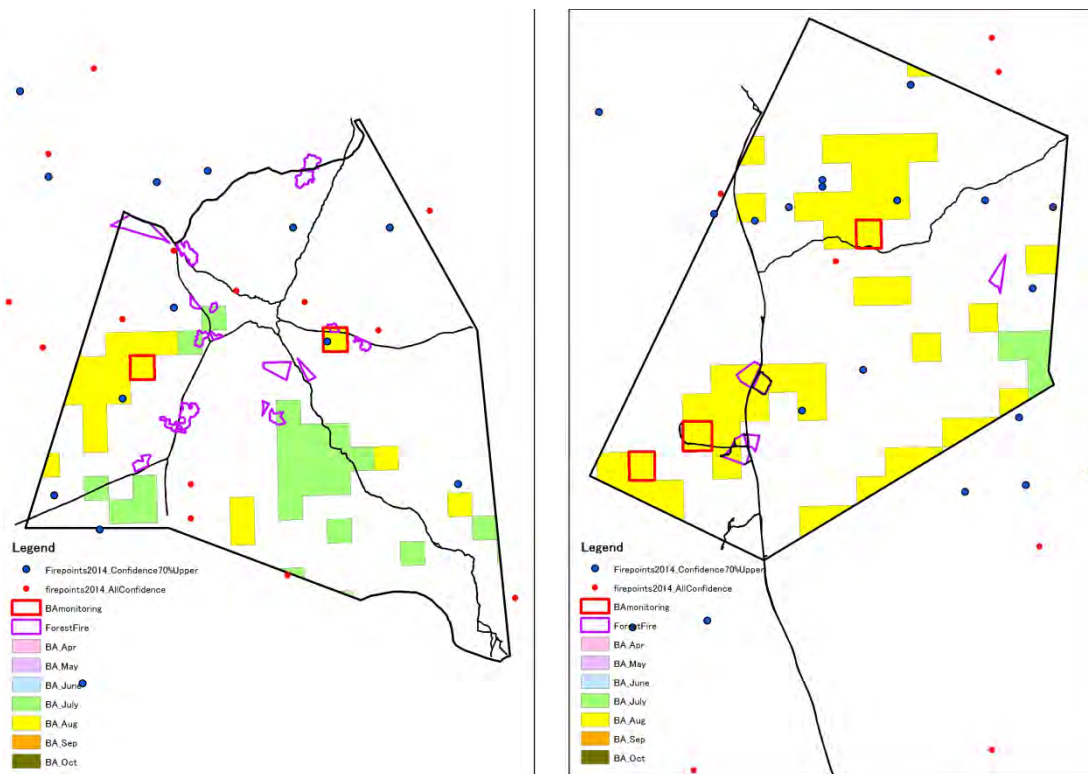 Legend
Firepoints2014_Confidence70%Upper
firepoints2014_AllConfidence
BAmonitoring
ForestFire
BA_Apr
BA_May
BA_June
BA_July
BA_Aug
BA_Sep
BA_Oct
Legend
Firepoints2014_Confidence70%Upper
firepoints2014_AllConfidence
BAmonitoring
ForestFire
BA_Apr
BA_May
BA_June
BA_July
BA_Aug
BA_Sep
BA_Oct